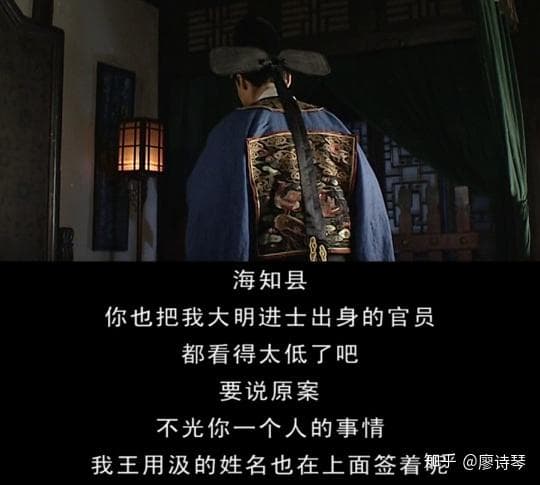 海知县
你也把我大明进士出身的官员
都看得太低了吧
要说原案
不光你一个人的事情
我王用汲的姓名也在上面签着呢
知乎 @廖诗琴